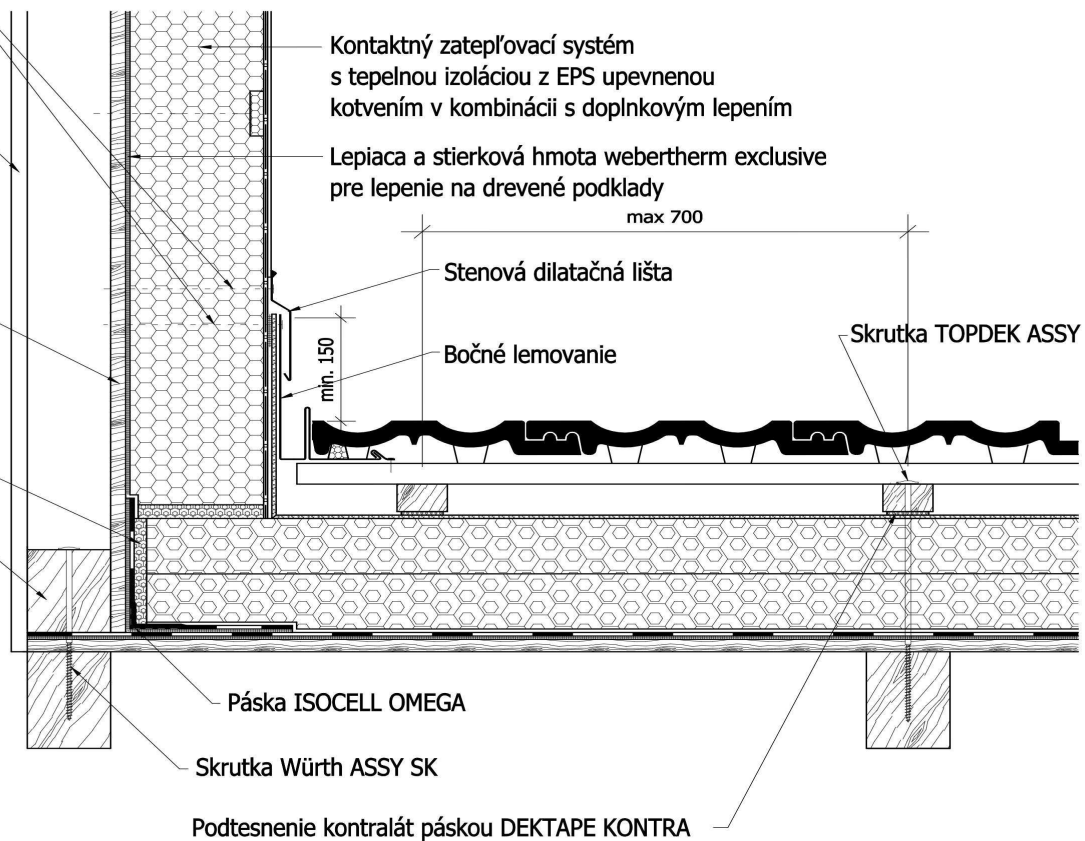 Kontaktný zatepľovací systém
s tepelnou izoláciou z EPS upevnenou
kotvením v kombinácii s doplnkovým lepením
Lepiaca a stierková hmota webertherm exclusive
pre lepenie na drevené podklady
max 700
Stenová dilatačná lišta
min. 150
Skrutka TOPDEK ASSY
Bočné lemovanie
Páska ISOCELL OMEGA
Skrutka Würth ASSY SK
Podtesnenie kontralát páskou DEKTAPE KONTRA